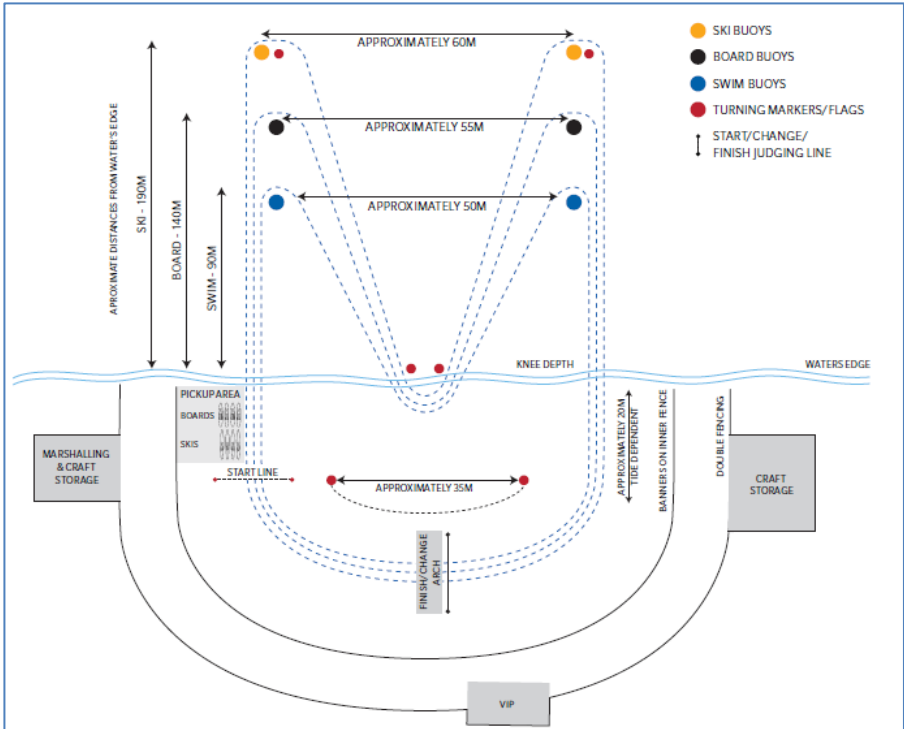 APPROXIMATELY 60M
SKI BUOYS
BOARD BUOYS
SWIM BUOYS
TURNING MARKERS/FLAGS
START/CHANGE/
FINISH JUDGING LINE
APPROXIMATELY 55M
APPROXIMATELY 50M
APROXIMATE DISTANCES FROM WATER'S EDGE
SKI - 190M
BOARD - 140M
SWIM - 90M
KNEE DEPTH
WATERS EDGE
PICKUP AREA
BOARDS
SKIS
MARSHALLING
& CRAFT
STORAGE
START LINE
APPROXIMATELY 35M
APPROXIMATELY 20M
TIDE DEPENDENT
BANNERS ON INNER FENCE
DOUBLE FENCING
CRAFT
STORAGE
FINISH/CHANGE
ARCH
VIP